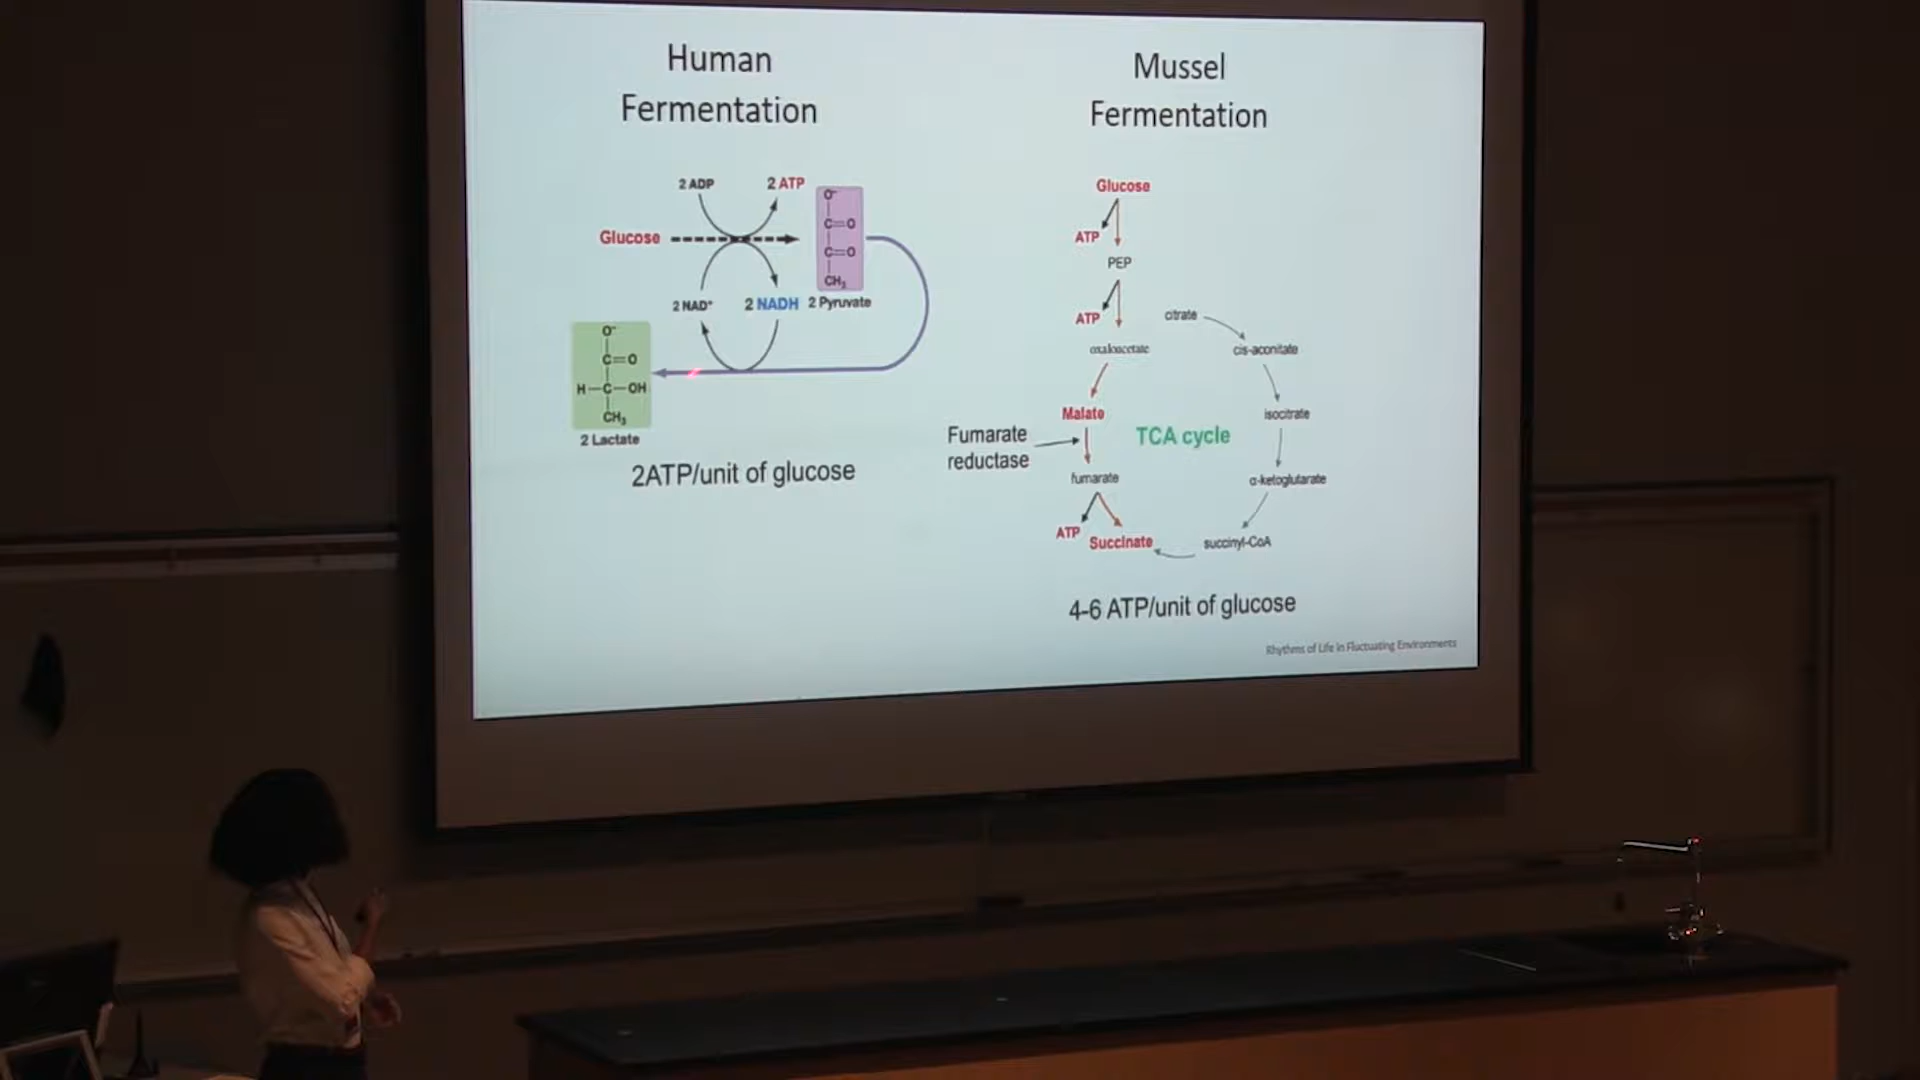 Human
Fermentation
2 ADP
2 ATP
Glucose
O⁻
C=O
C=O
CH₃
2 NAD⁺
2 NADH
2 Pyruvate
O⁻
C=O
H–C–OH
CH₃
2 Lactate
2ATP/unit of glucose
Mussel
Fermentation
Glucose
ATP
PEP
ATP
oxaloacetate
citrate
cis-aconitate
Malate
isocitrate
TCA cycle
Fumarate
reductase
fumarate
α-ketoglutarate
ATP
Succinate
succinyl-CoA
4-6 ATP/unit of glucose
Rhythms of Life in Fluctuating Environments